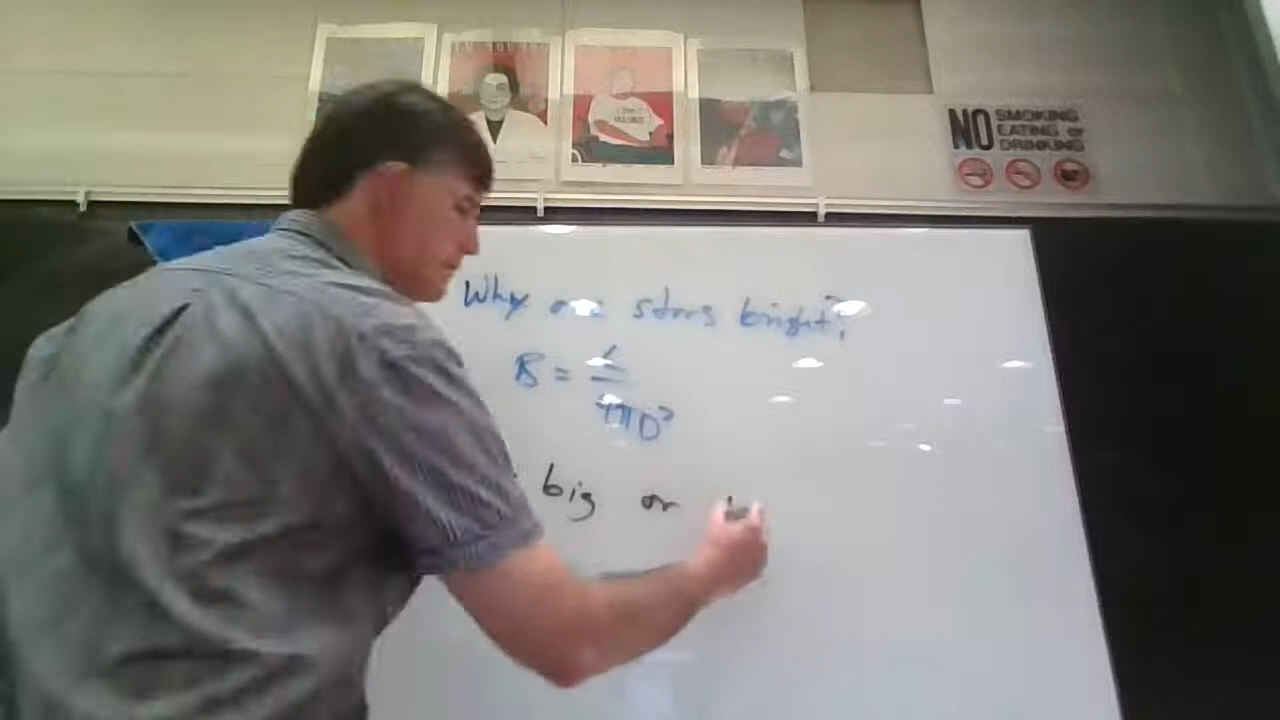 NO SMOKING
EATING or
DRINKING
Why are stars bright?
B = L
4πD²
big or